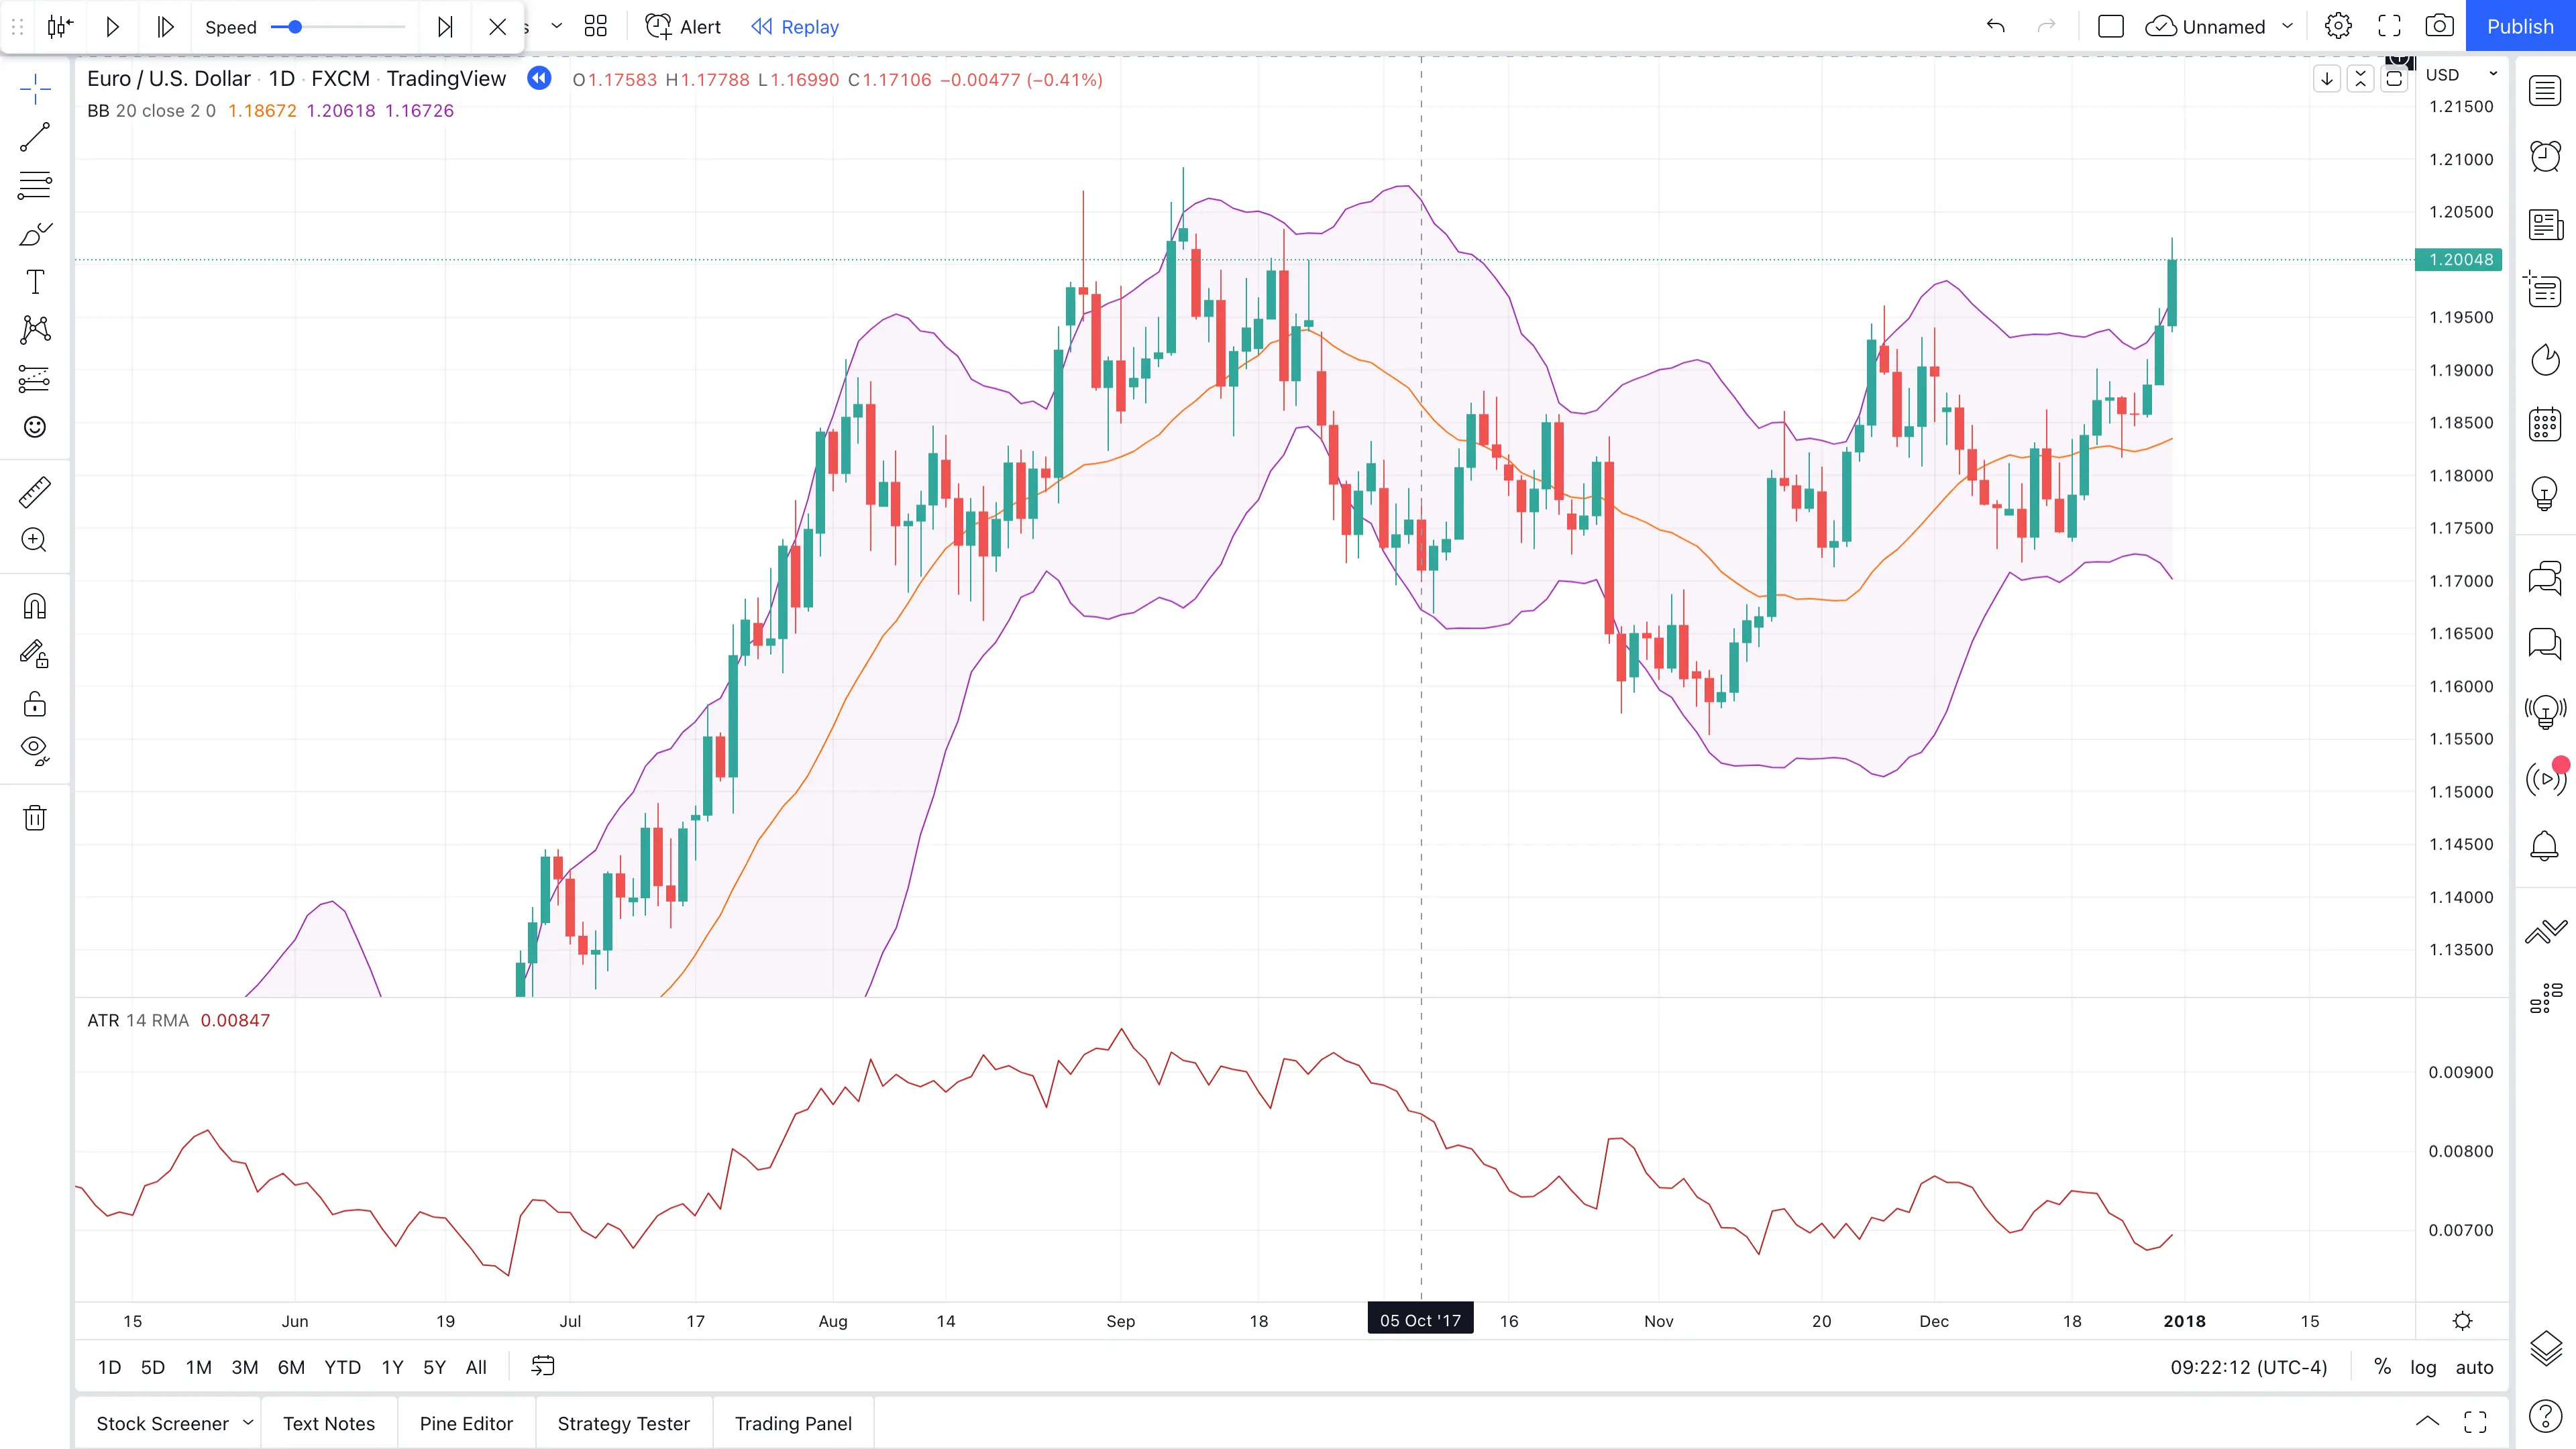 Speed
s
Alert
Replay
Unnamed
Publish
Euro / U.S. Dollar · 1D · FXCM · TradingView
O1.17583 H1.17788 L1.16990 C1.17106 −0.00477 (−0.41%)
BB 20 close 2 0 1.18672 1.20618 1.16726
USD
1.21500
1.21000
1.20500
1.20048
1.19500
1.19000
1.18500
1.18000
1.17500
1.17000
1.16500
1.16000
1.15500
1.15000
1.14500
1.14000
1.13500
ATR 14 RMA 0.00847
0.00900
0.00800
0.00700
15 Jun 19 Jul 17 Aug 14 Sep 18 05 Oct '17 16 Nov 20 Dec 18 2018 15
1D 5D 1M 3M 6M YTD 1Y 5Y All
09:22:12 (UTC-4) % log auto
Stock Screener Text Notes Pine Editor Strategy Tester Trading Panel